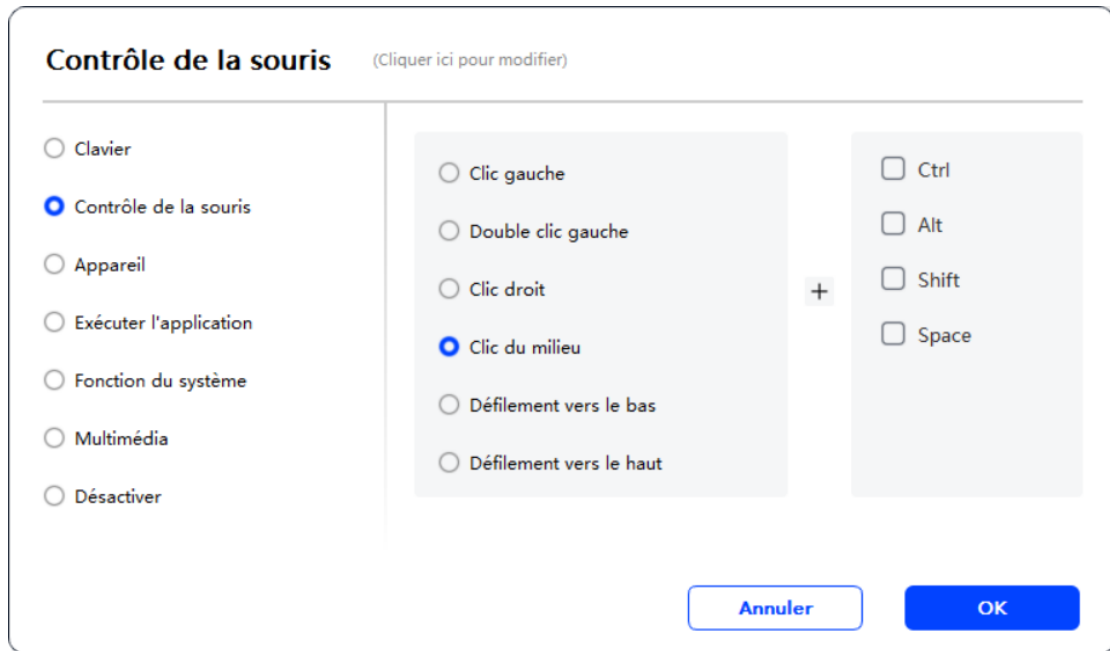 Contrôle de la souris (Cliquer ici pour modifier)
Clavier
Contrôle de la souris
Appareil
Exécuter l'application
Fonction du système
Multimédia
Désactiver
Clic gauche
Double clic gauche
Clic droit
Clic du milieu
Défilement vers le bas
Défilement vers le haut
+
Ctrl
Alt
Shift
Space
Annuler
OK